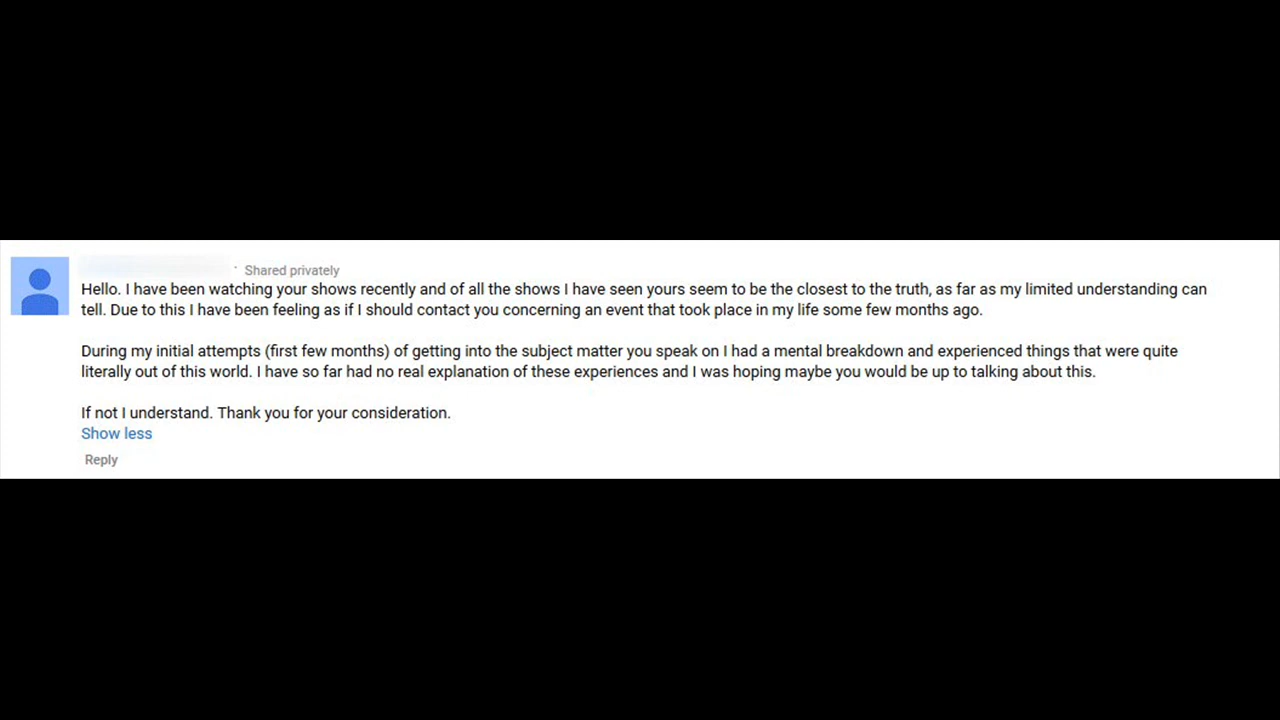 · Shared privately
Hello. I have been watching your shows recently and of all the shows I have seen yours seem to be the closest to the truth, as far as my limited understanding can
tell. Due to this I have been feeling as if I should contact you concerning an event that took place in my life some few months ago.
During my initial attempts (first few months) of getting into the subject matter you speak on I had a mental breakdown and experienced things that were quite
literally out of this world. I have so far had no real explanation of these experiences and I was hoping maybe you would be up to talking about this.
If not I understand. Thank you for your consideration.
Show less
Reply